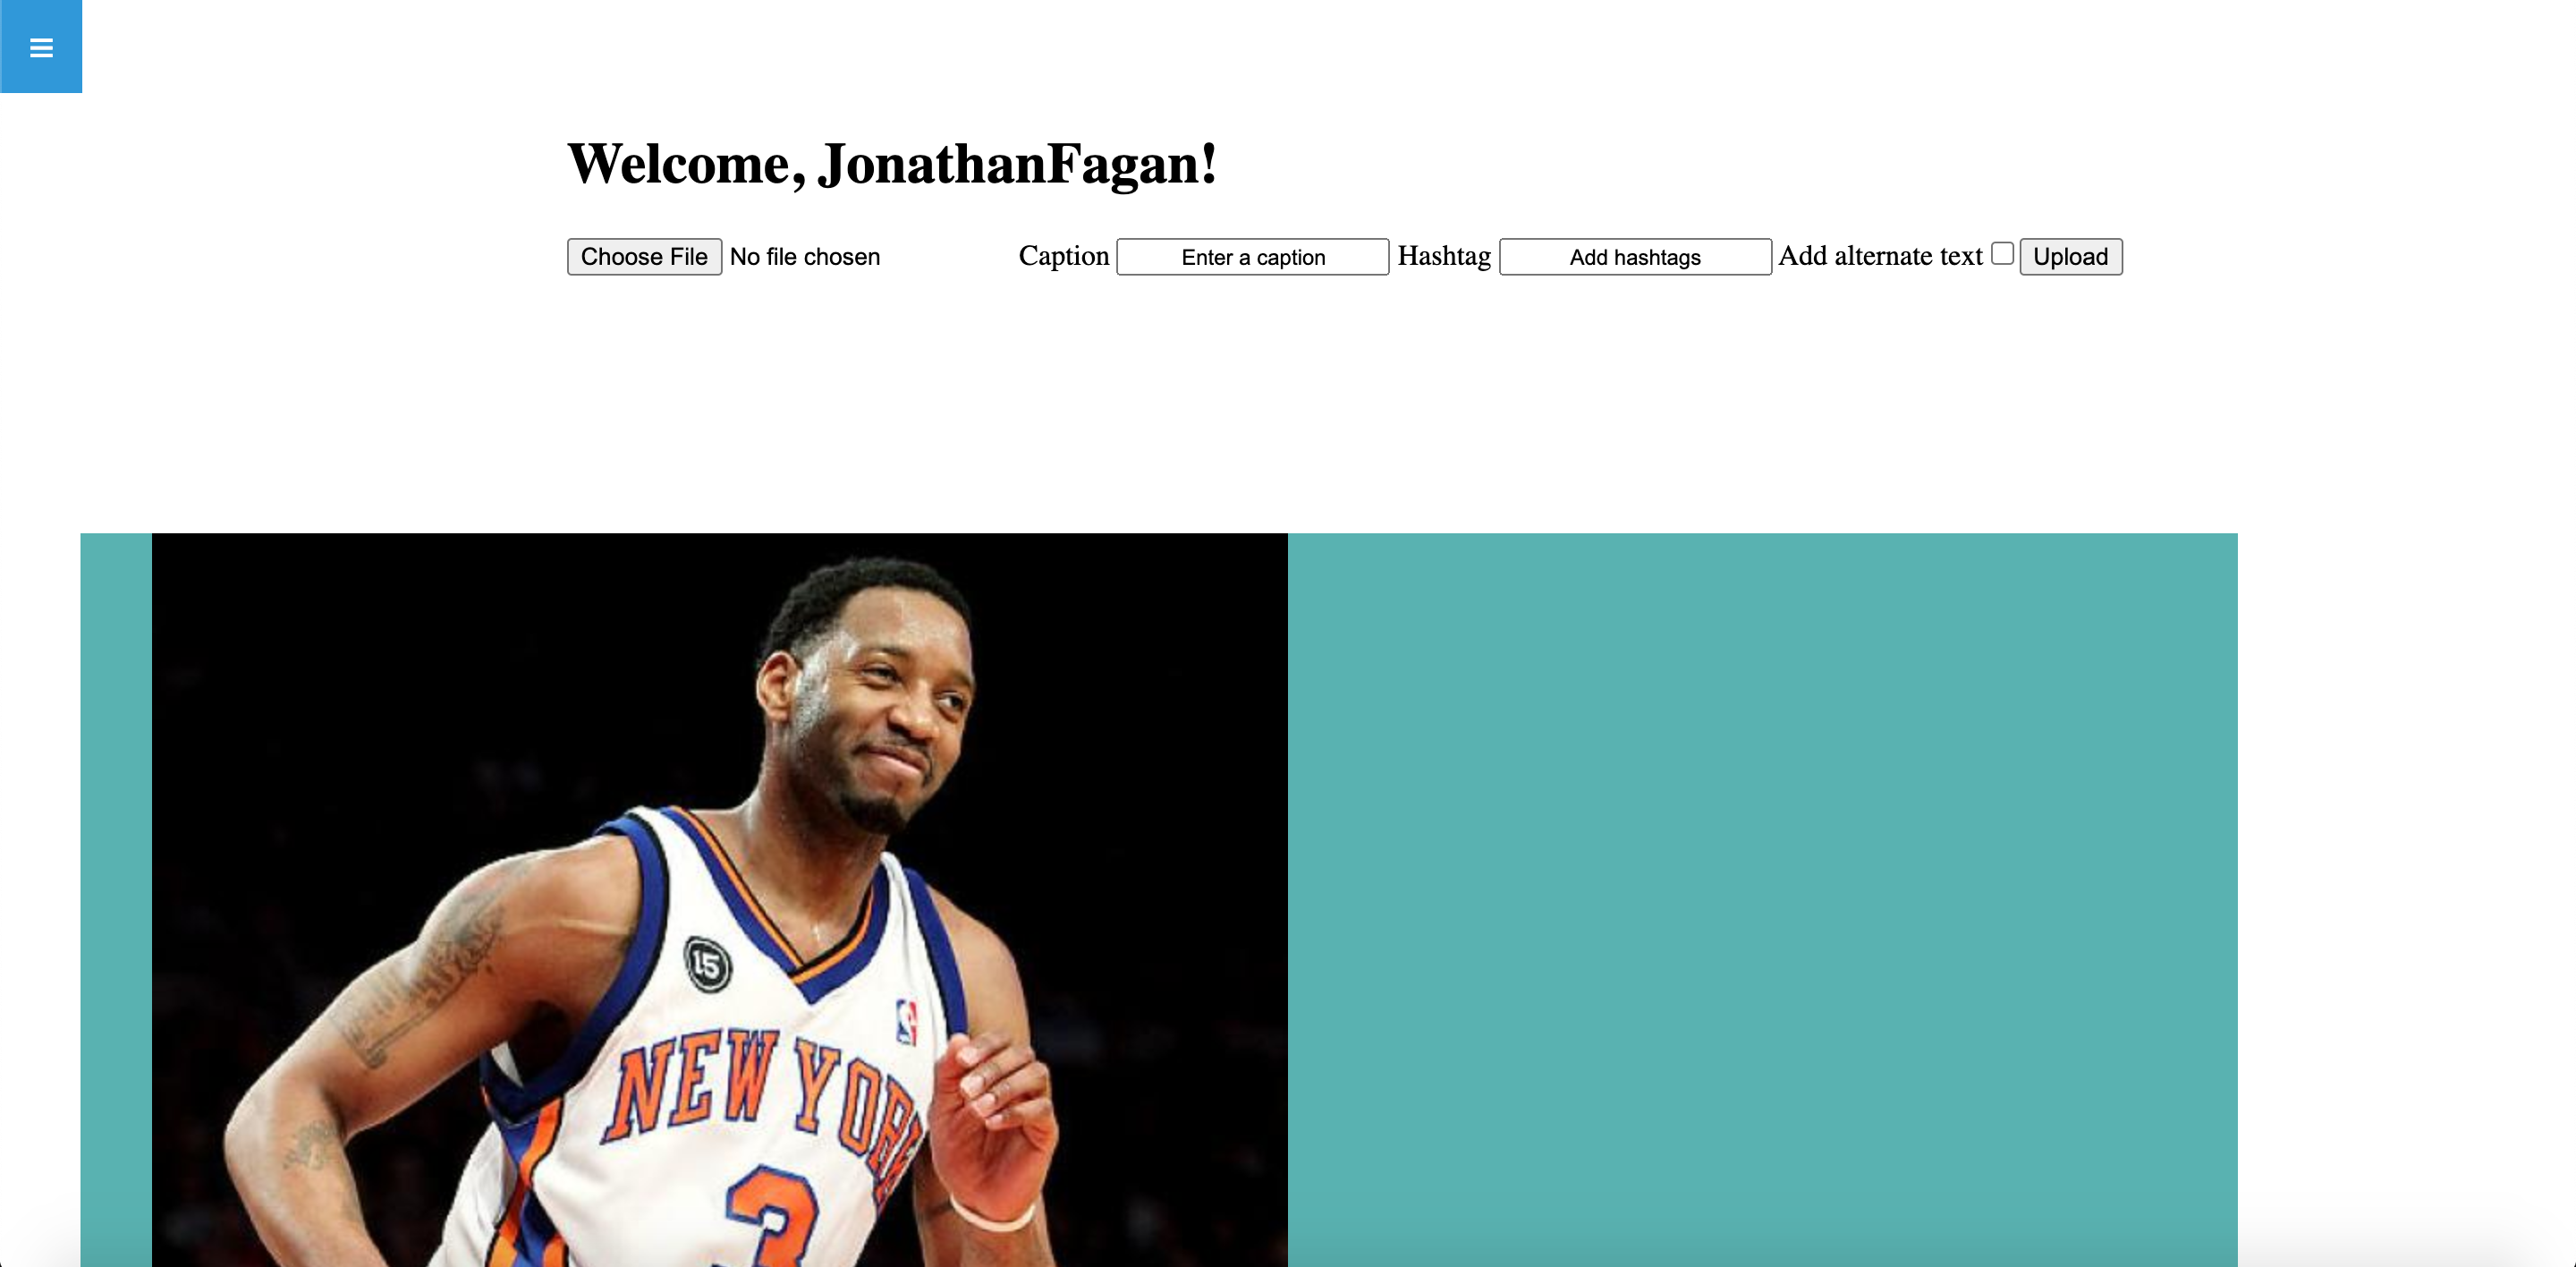 Welcome, JonathanFagan!
Choose File No file chosen Caption Enter a caption Hashtag Add hashtags Add alternate text Upload
15
NEW YORK
3